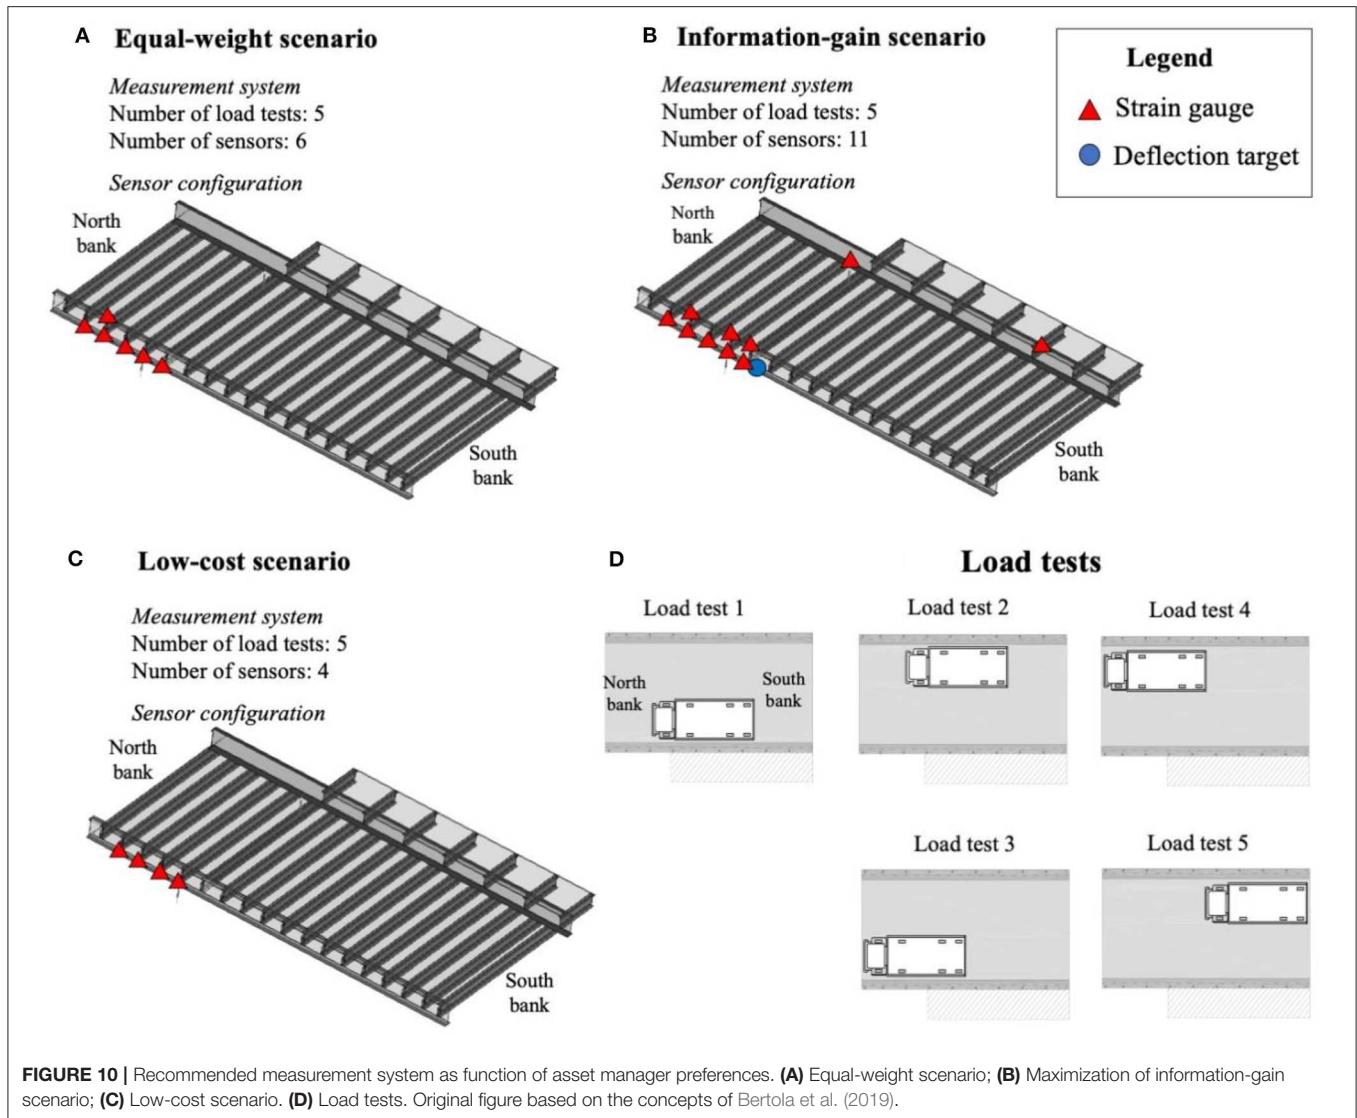 A Equal-weight scenario
Measurement system
Number of load tests: 5
Number of sensors: 6
Sensor configuration
North
bank
South
bank
B Information-gain scenario
Measurement system
Number of load tests: 5
Number of sensors: 11
Sensor configuration
North
bank
South
bank
Legend
Strain gauge
Deflection target
C Low-cost scenario
Measurement system
Number of load tests: 5
Number of sensors: 4
Sensor configuration
North
bank
South
bank
D Load tests
Load test 1
North
bank
South
bank
Load test 2
Load test 4
Load test 3
Load test 5
FIGURE 10 | Recommended measurement system as function of asset manager preferences. (A) Equal-weight scenario; (B) Maximization of information-gain
scenario; (C) Low-cost scenario. (D) Load tests. Original figure based on the concepts of Bertola et al. (2019).